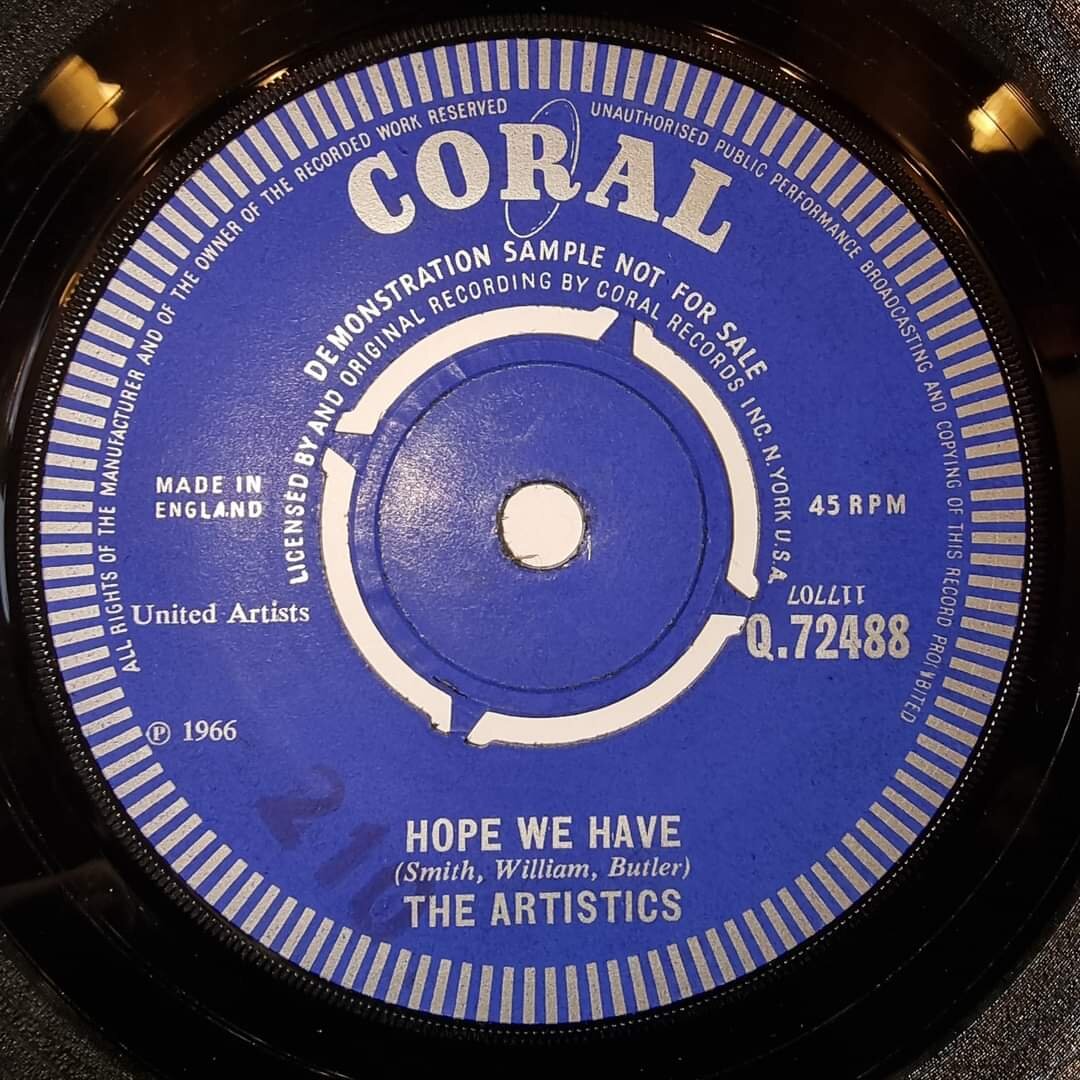 ALL RIGHTS OF THE MANUFACTURER AND OF THE OWNER OF THE RECORDED WORK RESERVED
UNAUTHORISED PUBLIC PERFORMANCE BROADCASTING AND COPYING OF THIS RECORD PROHIBITED
CORAL
DEMONSTRATION SAMPLE NOT FOR SALE
LICENSED BY AND ORIGINAL RECORDING BY CORAL RECORDS INC. N.YORK U.S.A.
MADE IN
ENGLAND
45 RPM
United Artists
117707
Q.72488
℗ 1966
HOPE WE HAVE
(Smith, William, Butler)
THE ARTISTICS